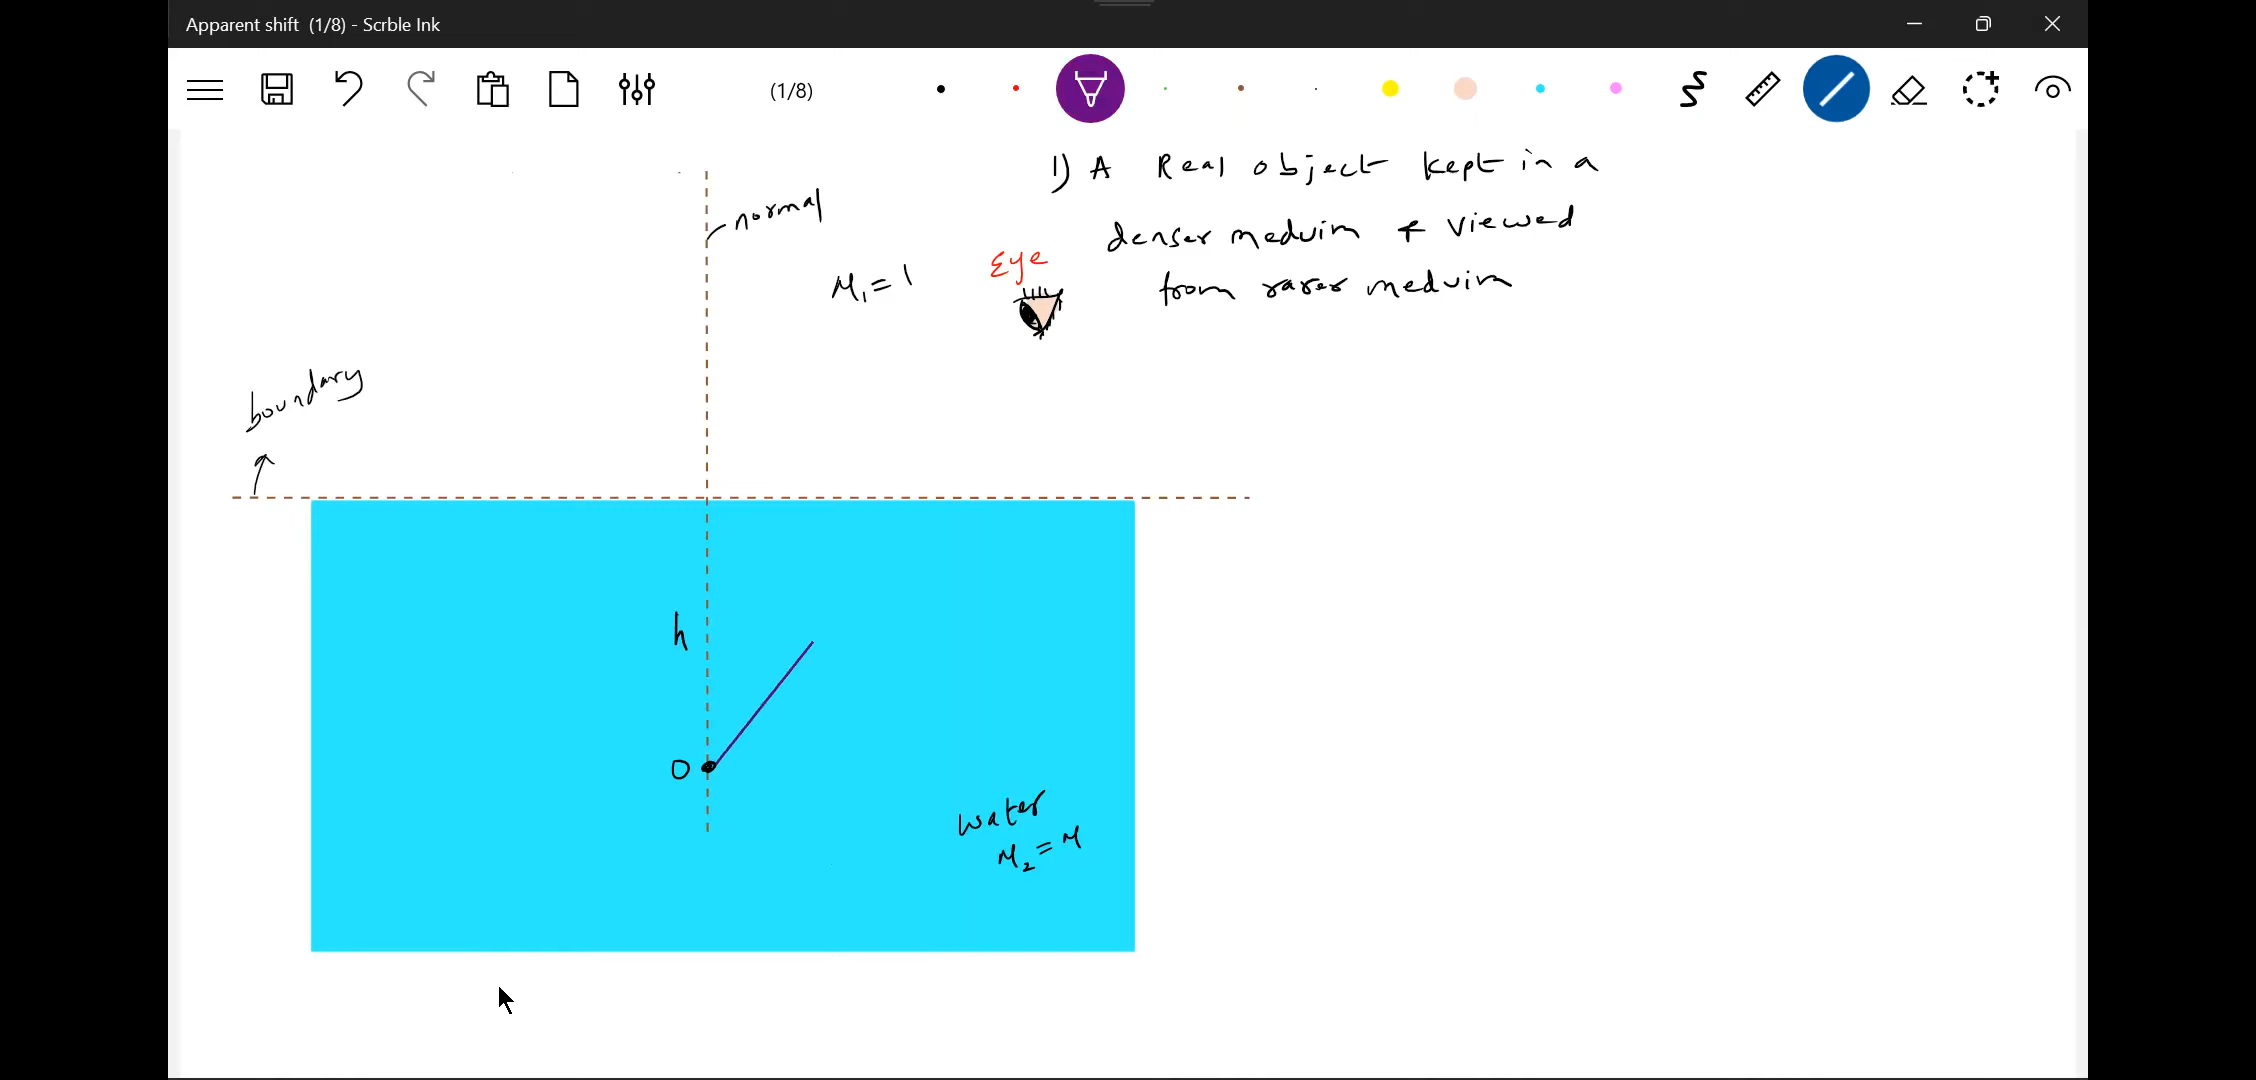 Apparent shift (1/8) - Scrble Ink
(1/8)
1) A Real object kept in a
denser meduim & viewed
from rarer meduim
normal
Eye
μ₁ = 1
boundary
h
O
water
μ₂ = μ